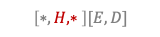 [*, H,* ][E, D]